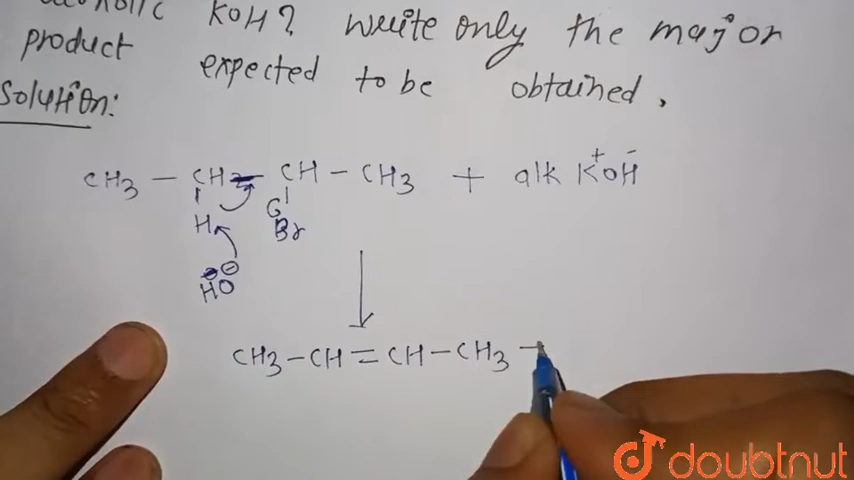 KOH? write only the major
product expected to be obtained.
Solution:
CH3 - CH2 - CH - CH3 + alk K+OH-
H Br
HO
CH3 - CH = CH - CH3
doubtnut